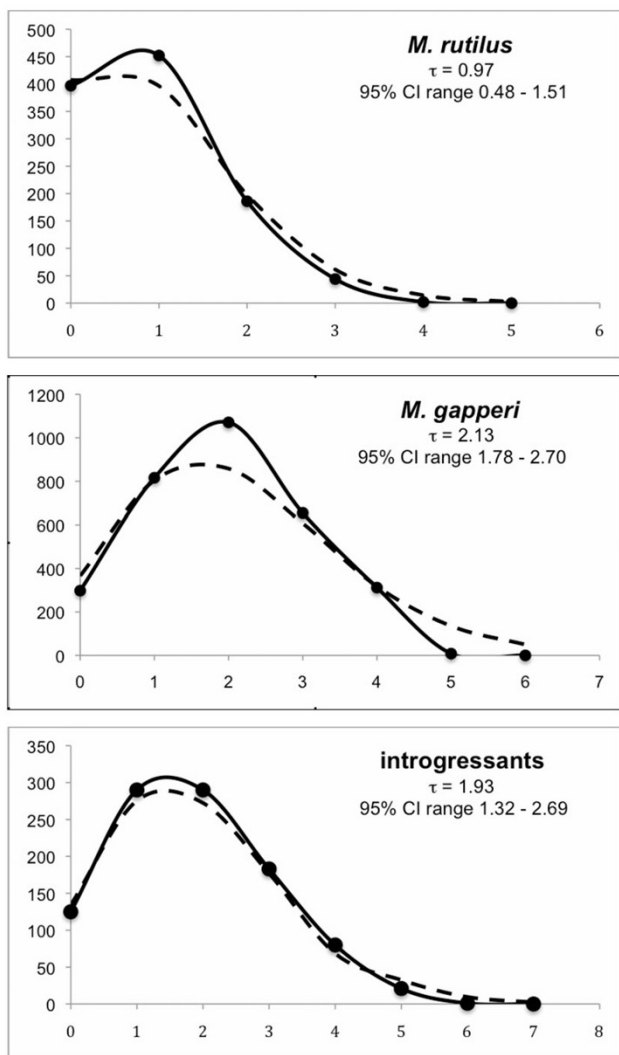 500
450
400
350
300
250
200
150
100
50
0
0 1 2 3 4 5 6
M. rutilus
τ = 0.97
95% CI range 0.48 - 1.51
1200
1000
800
600
400
200
0
0 1 2 3 4 5 6 7
M. gapperi
τ = 2.13
95% CI range 1.78 - 2.70
350
300
250
200
150
100
50
0
0 1 2 3 4 5 6 7 8
introgressants
τ = 1.93
95% CI range 1.32 - 2.69